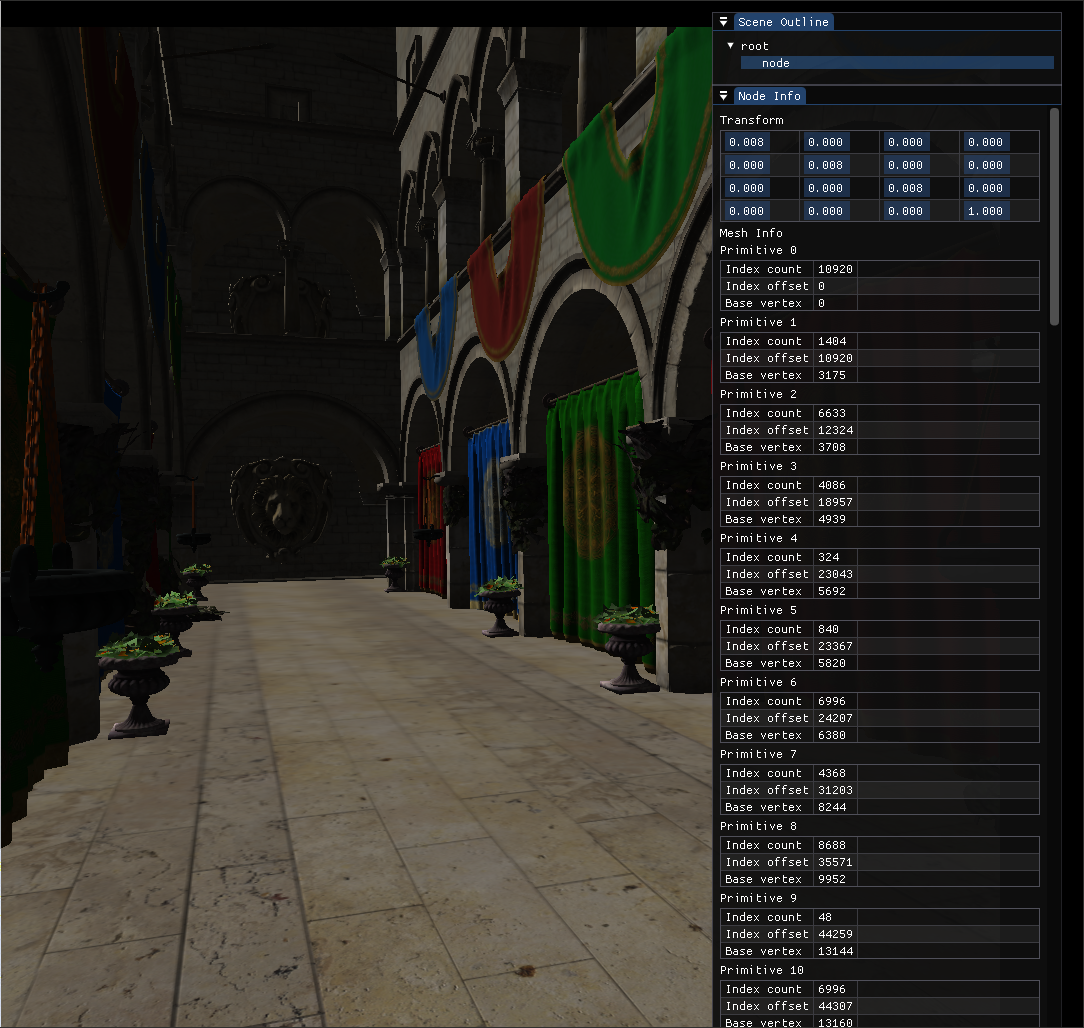 Scene Outline
root
node
Node Info
Transform
0.008 0.000 0.000 0.000
0.000 0.008 0.000 0.000
0.000 0.000 0.008 0.000
0.000 0.000 0.000 1.000
Mesh Info
Primitive 0
Index count 10920
Index offset 0
Base vertex 0
Primitive 1
Index count 1404
Index offset 10920
Base vertex 3175
Primitive 2
Index count 6633
Index offset 12324
Base vertex 3708
Primitive 3
Index count 4086
Index offset 18957
Base vertex 4939
Primitive 4
Index count 324
Index offset 23043
Base vertex 5692
Primitive 5
Index count 840
Index offset 23367
Base vertex 5820
Primitive 6
Index count 6996
Index offset 24207
Base vertex 6380
Primitive 7
Index count 4368
Index offset 31203
Base vertex 8244
Primitive 8
Index count 8688
Index offset 35571
Base vertex 9952
Primitive 9
Index count 48
Index offset 44259
Base vertex 13144
Primitive 10
Index count 6996
Index offset 44307
Base vertex 13160